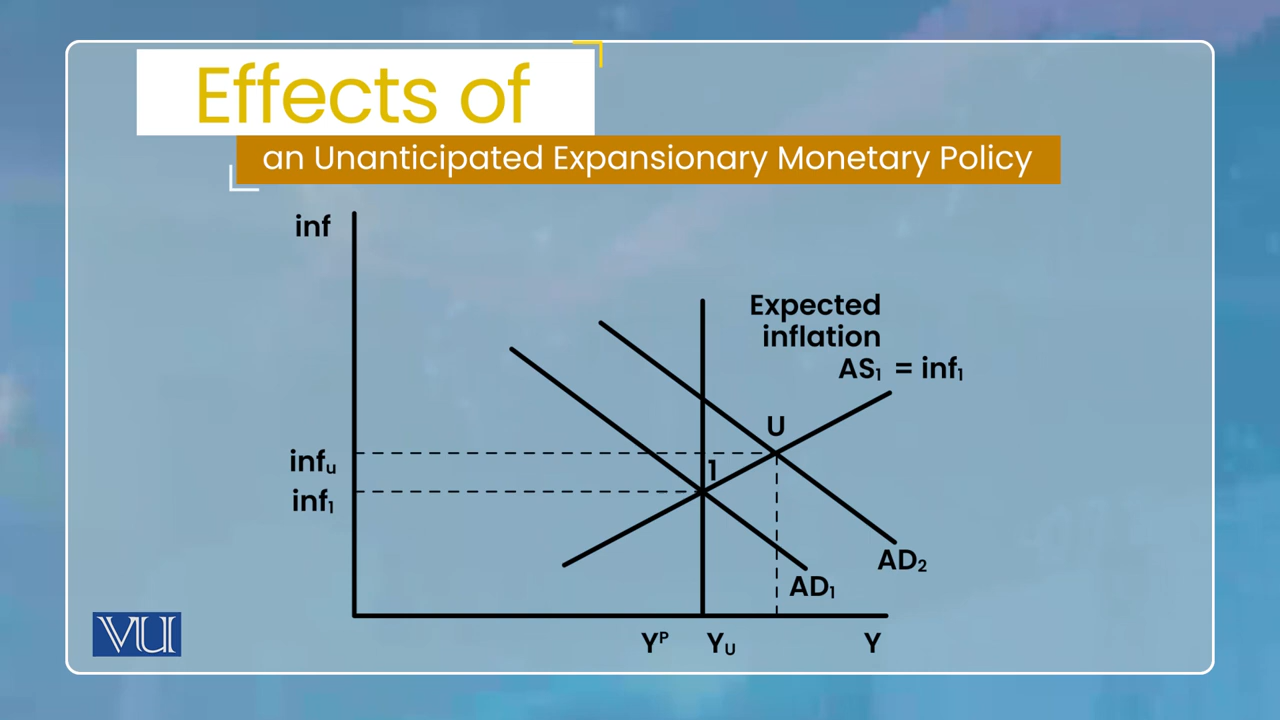 Effects of
an Unanticipated Expansionary Monetary Policy
inf
Expected
inflation
AS₁ = inf₁
U
infᵤ
1
inf₁
AD₂
AD₁
Yᴾ
Yᵤ
Y
VU